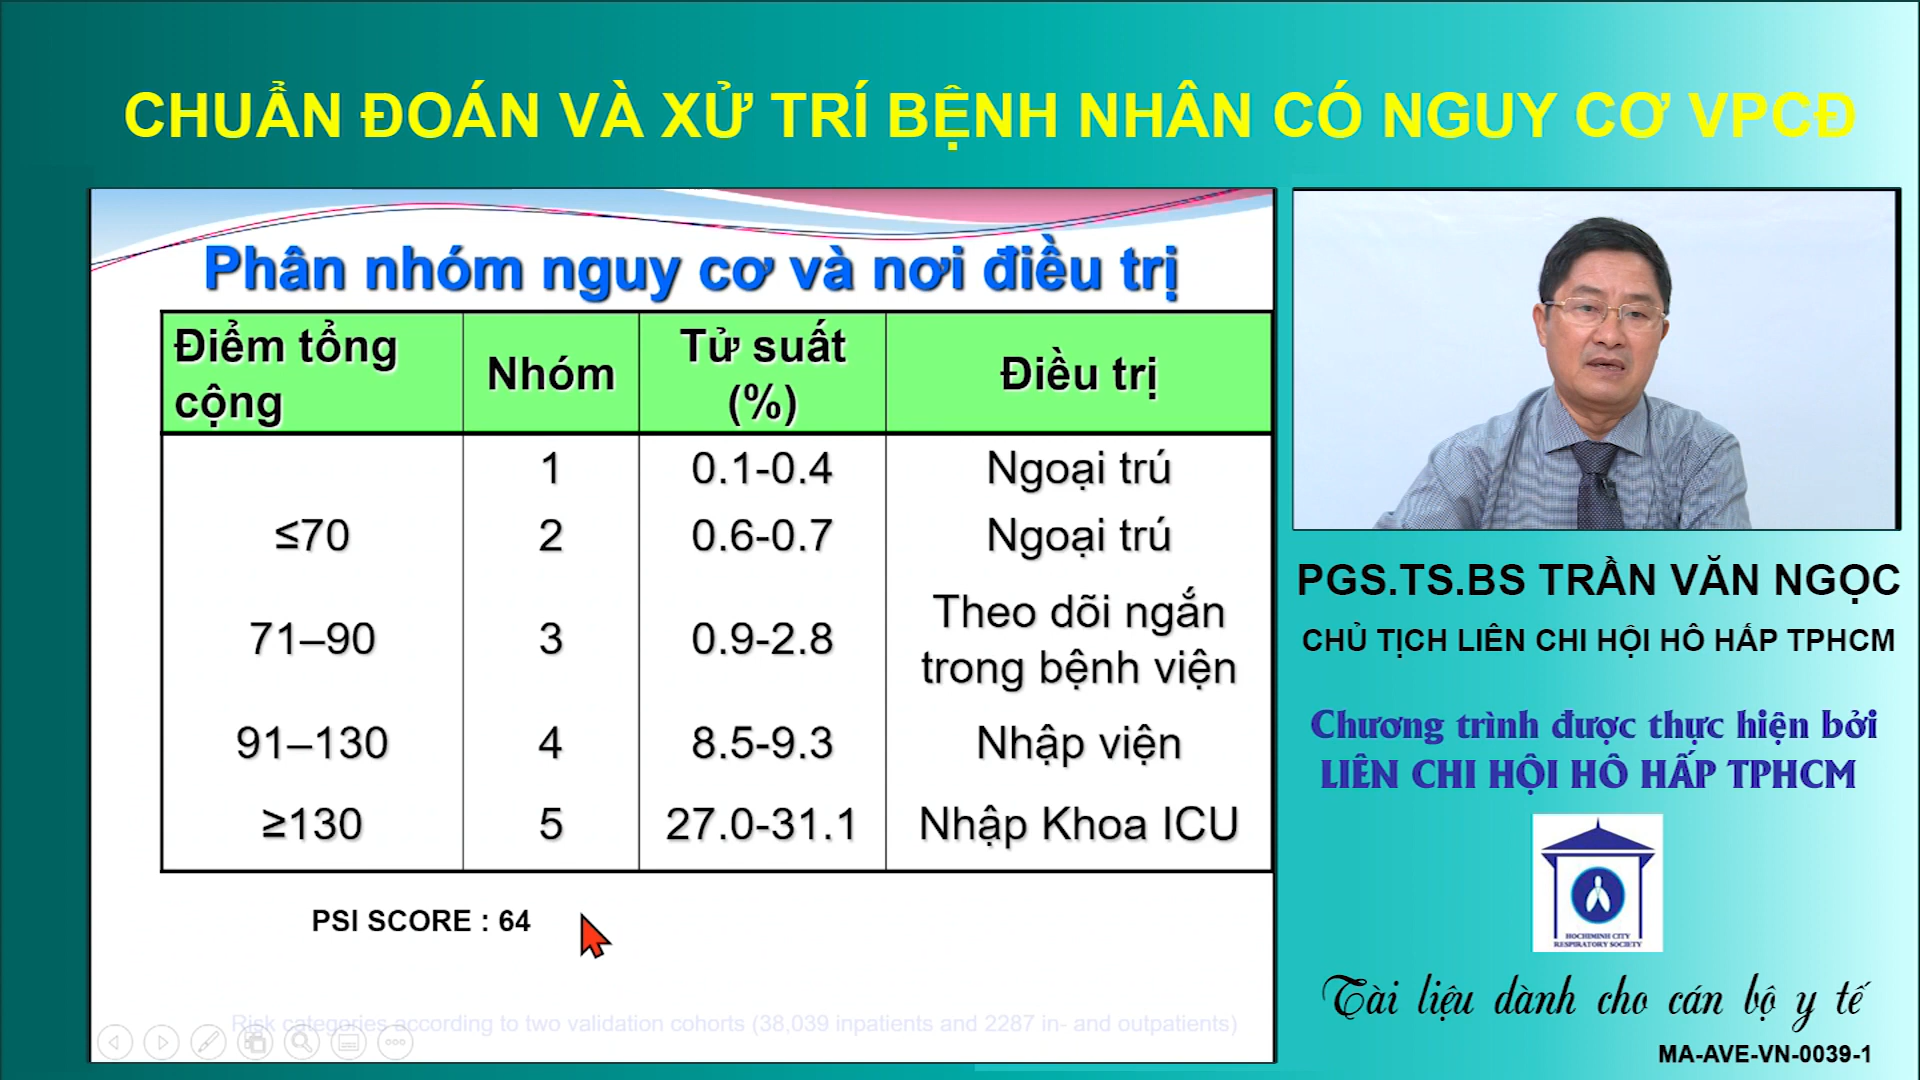 CHUẨN ĐOÁN VÀ XỬ TRÍ BỆNH NHÂN CÓ NGUY CƠ VPCĐ
Phân nhóm nguy cơ và nơi điều trị
Điểm tổng cộng Nhóm Tử suất (%) Điều trị
1 0.1-0.4 Ngoại trú
≤70 2 0.6-0.7 Ngoại trú
71–90 3 0.9-2.8 Theo dõi ngắn trong bệnh viện
91–130 4 8.5-9.3 Nhập viện
≥130 5 27.0-31.1 Nhập Khoa ICU
PSI SCORE : 64
Risk categories according to two validation cohorts (38,039 inpatients and 2287 in- and outpatients)
PGS.TS.BS TRẦN VĂN NGỌC
CHỦ TỊCH LIÊN CHI HỘI HÔ HẤP TPHCM
Chương trình được thực hiện bởi
LIÊN CHI HỘI HÔ HẤP TPHCM
HOCHIMINH CITY
RESPIRATORY SOCIETY
Tài liệu dành cho cán bộ y tế
MA-AVE-VN-0039-1